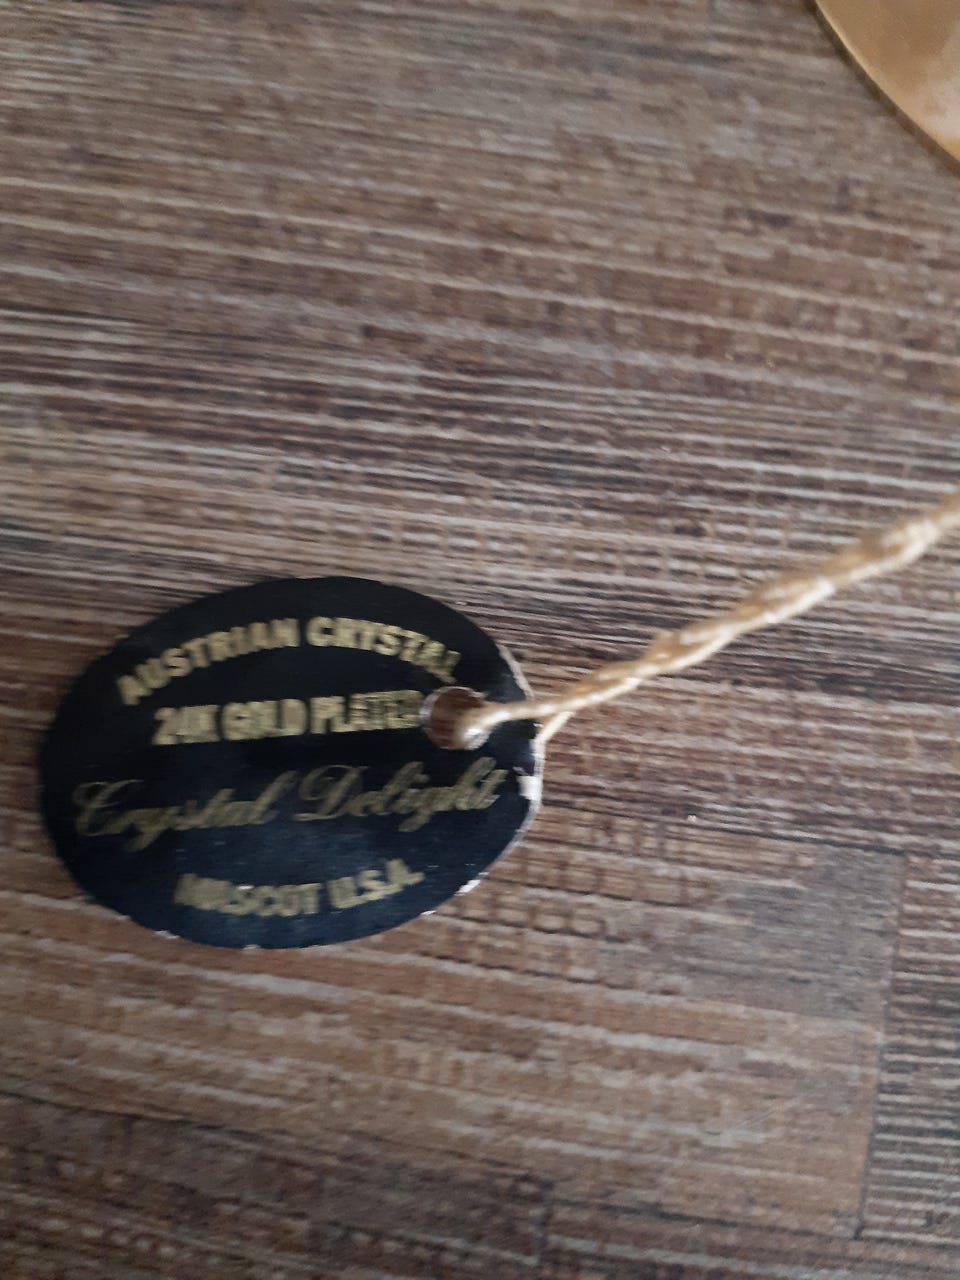 AUSTRIAN CRYSTAL
24K GOLD PLATED
Crystal Delight
MASCOT U.S.A.